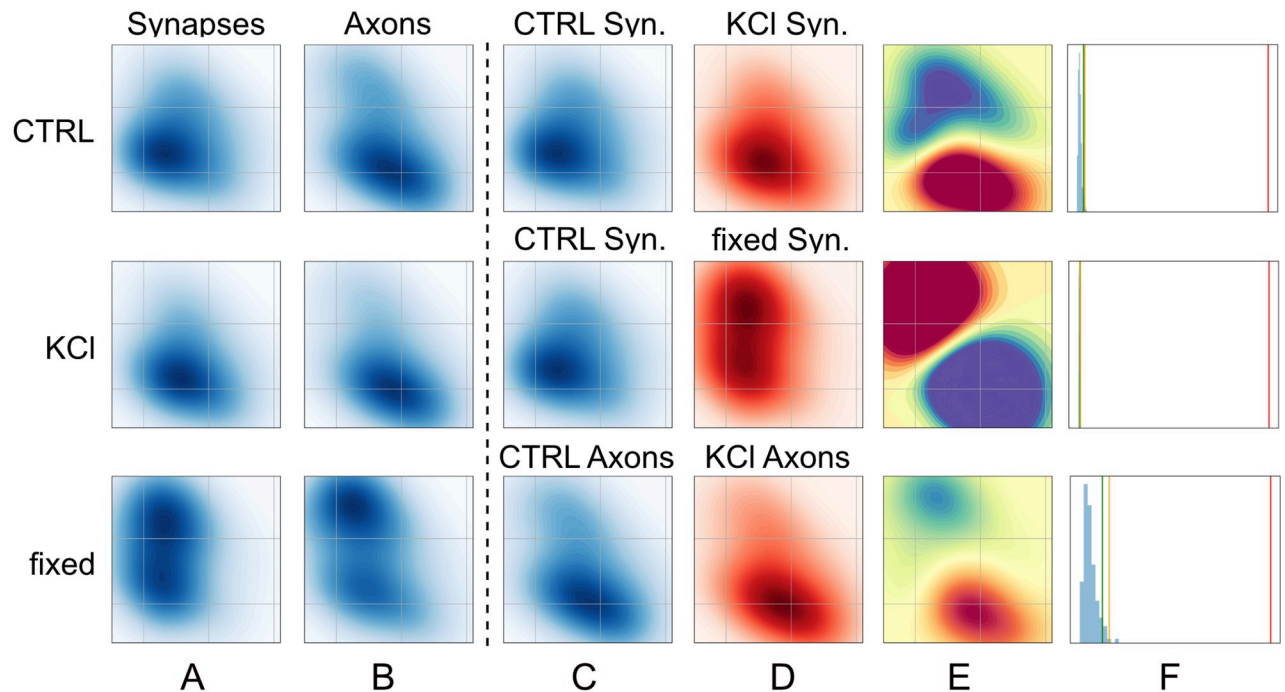 Synapses Axons CTRL Syn. KCl Syn.
CTRL
CTRL Syn. fixed Syn.
KCl
CTRL Axons KCl Axons
fixed
A B C D E F